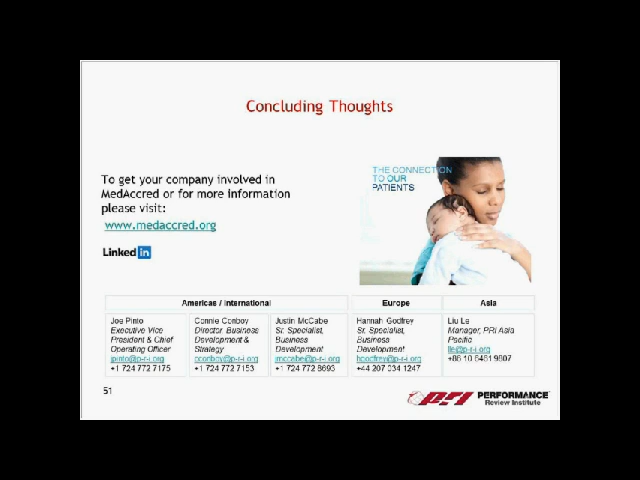 Concluding Thoughts
To get your company involved in
MedAccred or for more information
please visit:
www.medaccred.org
Linked in
THE CONNECTION
TO OUR
PATIENTS
Americas / International
Joe Pinto
Executive Vice
President & Chief
Operating Officer
jpinto@p-r-i.org
+1 724 772 7175
Connie Conboy
Director, Business
Development &
Strategy
cconboy@p-r-i.org
+1 724 772 7153
Justin McCabe
Sr. Specialist,
Business
Development
jmccabe@p-r-i.org
+1 724 772 8693
Europe
Hannah Godfrey
Sr. Specialist,
Business
Development
hgodfrey@p-r-i.org
+44 207 034 1247
Asia
Liu Le
Manager, PRI Asia
Pacific
lle@p-r-i.org
+86 10 6461 9807
51
PRI PERFORMANCE
Review Institute